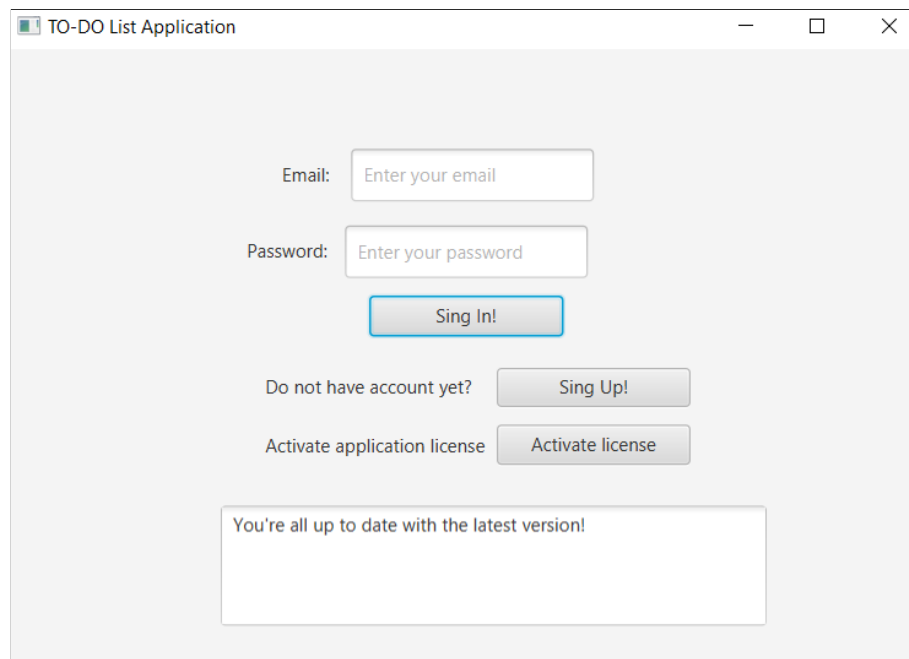 TO-DO List Application
Email: Enter your email
Password: Enter your password
Sing In!
Do not have account yet? Sing Up!
Activate application license Activate license
You're all up to date with the latest version!